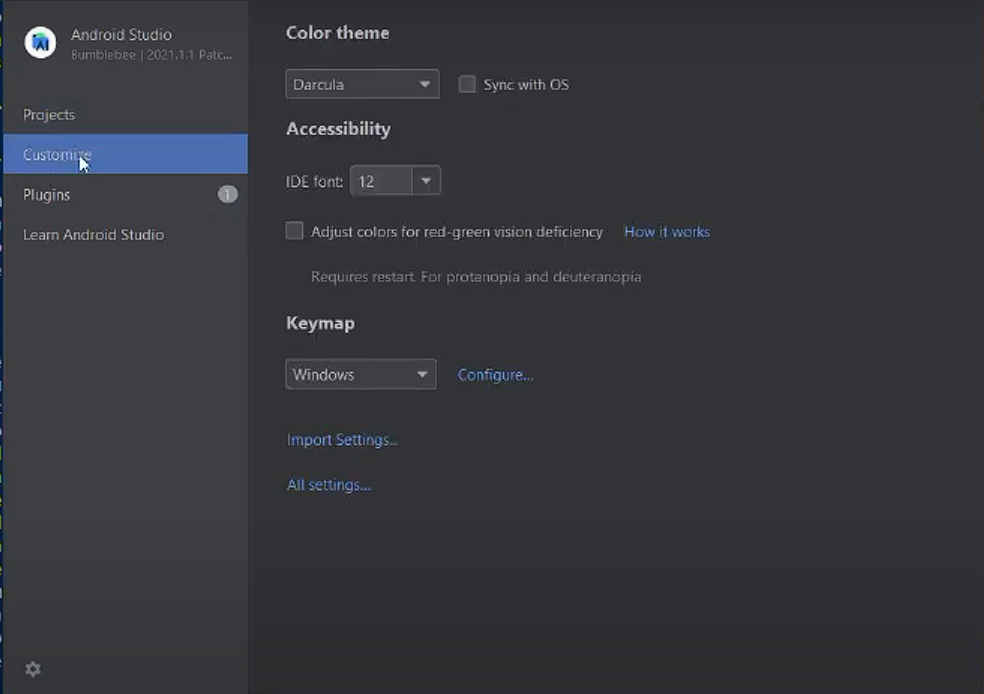 Android Studio
Bumblebee | 2021.1.1 Patc...
Projects
Customize
Plugins
1
Learn Android Studio
Color theme
Darcula
Sync with OS
Accessibility
IDE font: 12
Adjust colors for red-green vision deficiency How it works
Requires restart. For protanopia and deuteranopia
Keymap
Windows
Configure...
Import Settings...
All settings...